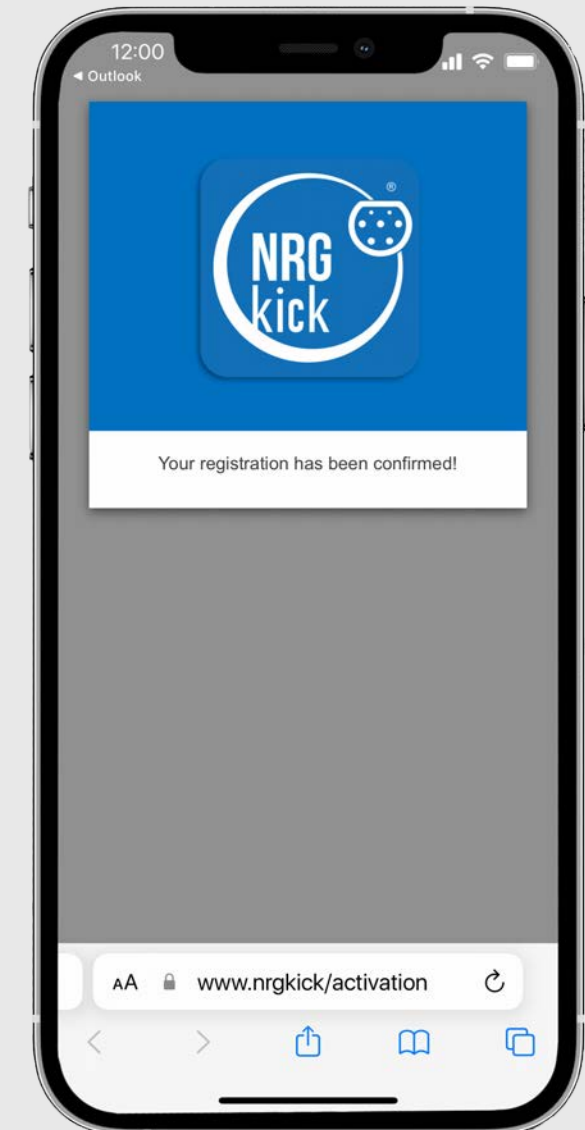 12:00
◀ Outlook
NRG
kick
®
Your registration has been confirmed!
AA www.nrgkick/activation